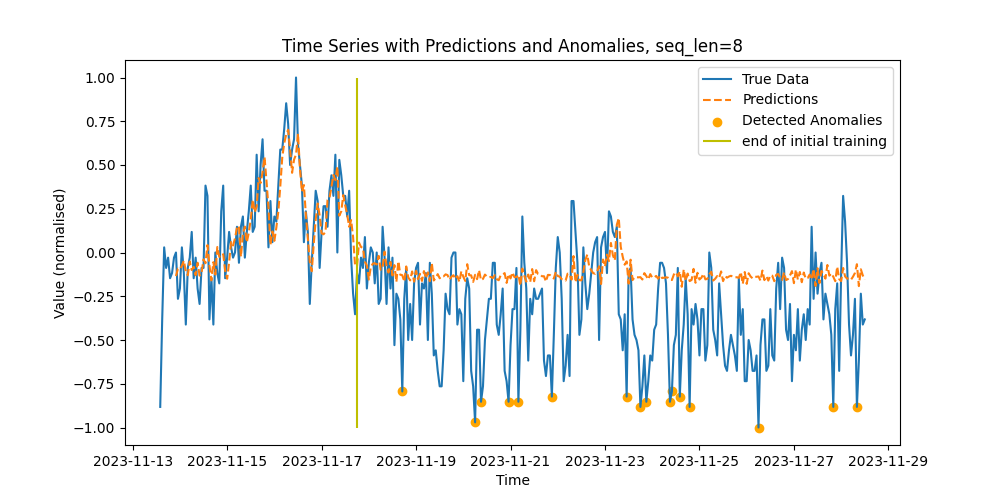 Time Series with Predictions and Anomalies, seq_len=8
True Data
Predictions
Detected Anomalies
end of initial training
1.00
0.75
0.50
0.25
0.00
−0.25
−0.50
−0.75
−1.00
Value (normalised)
2023-11-13 2023-11-15 2023-11-17 2023-11-19 2023-11-21 2023-11-23 2023-11-25 2023-11-27 2023-11-29
Time